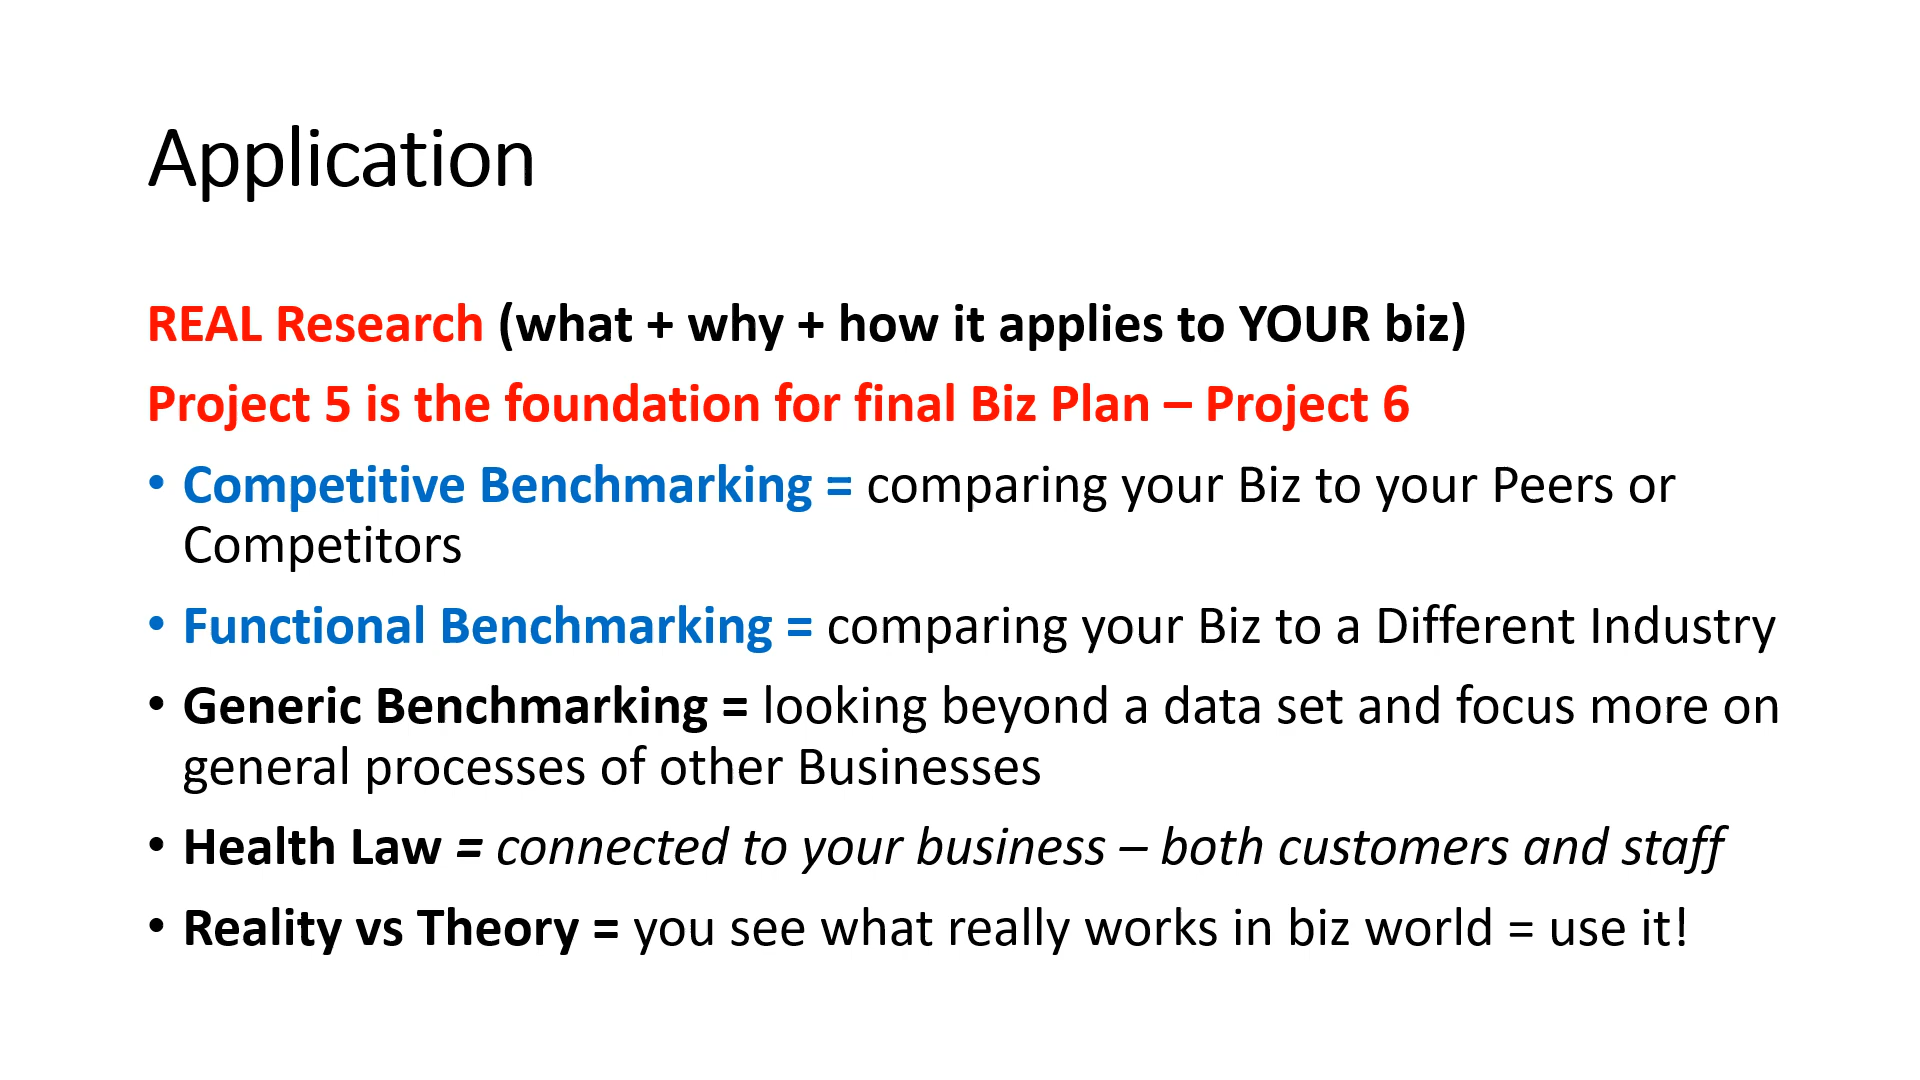 Application
REAL Research (what + why + how it applies to YOUR biz)
Project 5 is the foundation for final Biz Plan – Project 6
• Competitive Benchmarking = comparing your Biz to your Peers or
Competitors
• Functional Benchmarking = comparing your Biz to a Different Industry
• Generic Benchmarking = looking beyond a data set and focus more on
general processes of other Businesses
• Health Law = connected to your business – both customers and staff
• Reality vs Theory = you see what really works in biz world = use it!